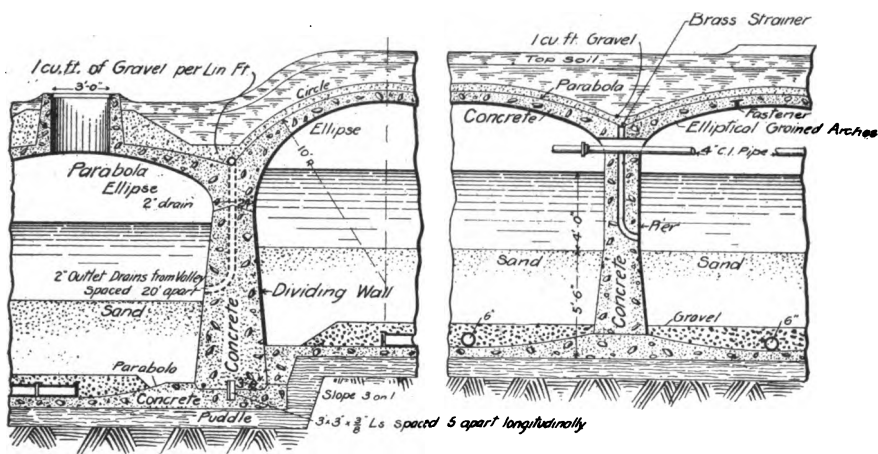 1 cu. ft. of Gravel per Lin Ft.
3'-0"
Circle
Ellipse
10' R
Parabola
Ellipse
2" drain
2"
2" Outlet Drains from Valley
Spaced 20' apart
Sand
Dividing Wall
Concrete
Parabola
Concrete
Puddle
Slope 3 on 1
3"x3"x3/8" Ls spaced 5 apart longitudinally
Brass Strainer
1 cu. ft. Gravel
Top Soil
Parabola
Concrete
Fastener
Elliptical Groined Arches
4" C.I. Pipe
4'-0"
Pier
Sand
Sand
5'-6"
Concrete
Gravel
6"
6"